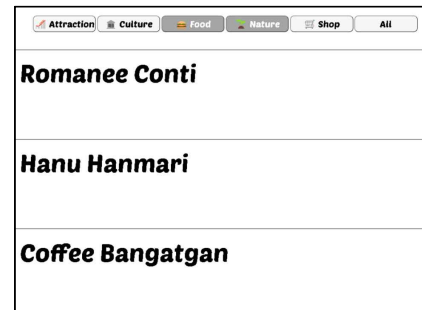 Attraction Culture Food Nature Shop All
Romanee Conti
Hanu Hanmari
Coffee Bangatgan